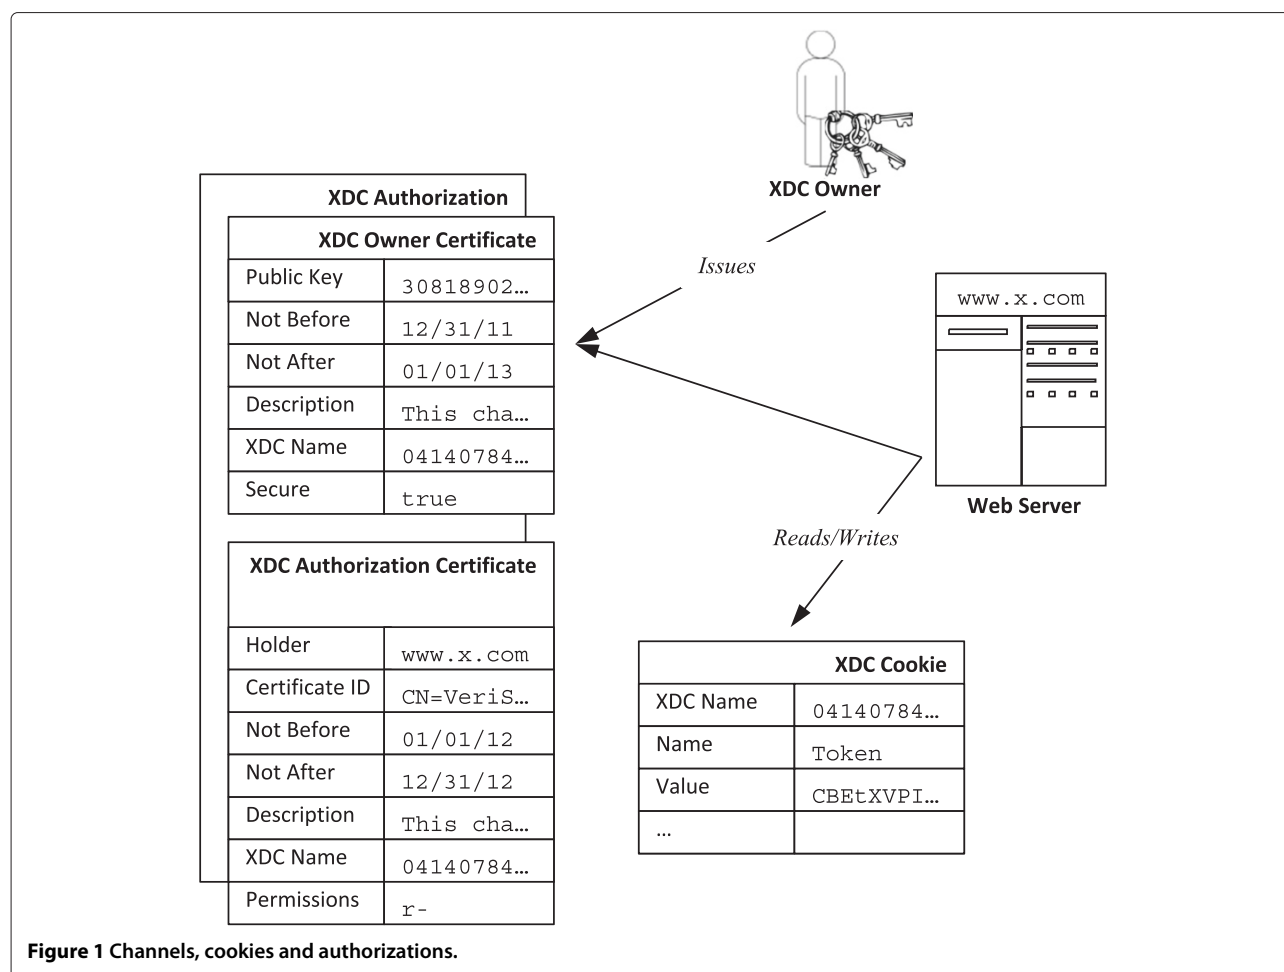 XDC Owner
XDC Authorization
XDC Owner Certificate
Public Key 30818902…
Not Before 12/31/11
Not After 01/01/13
Description This cha…
XDC Name 04140784…
Secure true
XDC Authorization Certificate
Holder www.x.com
Certificate ID CN=VeriS…
Not Before 01/01/12
Not After 12/31/12
Description This cha…
XDC Name 04140784…
Permissions r-
Issues
www.x.com
Web Server
Reads/Writes
XDC Cookie
XDC Name 04140784…
Name Token
Value CBEtXVPI…
…
Figure 1 Channels, cookies and authorizations.